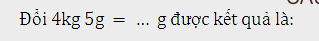 Đổi 4kg 5g = ... g được kết quả là: